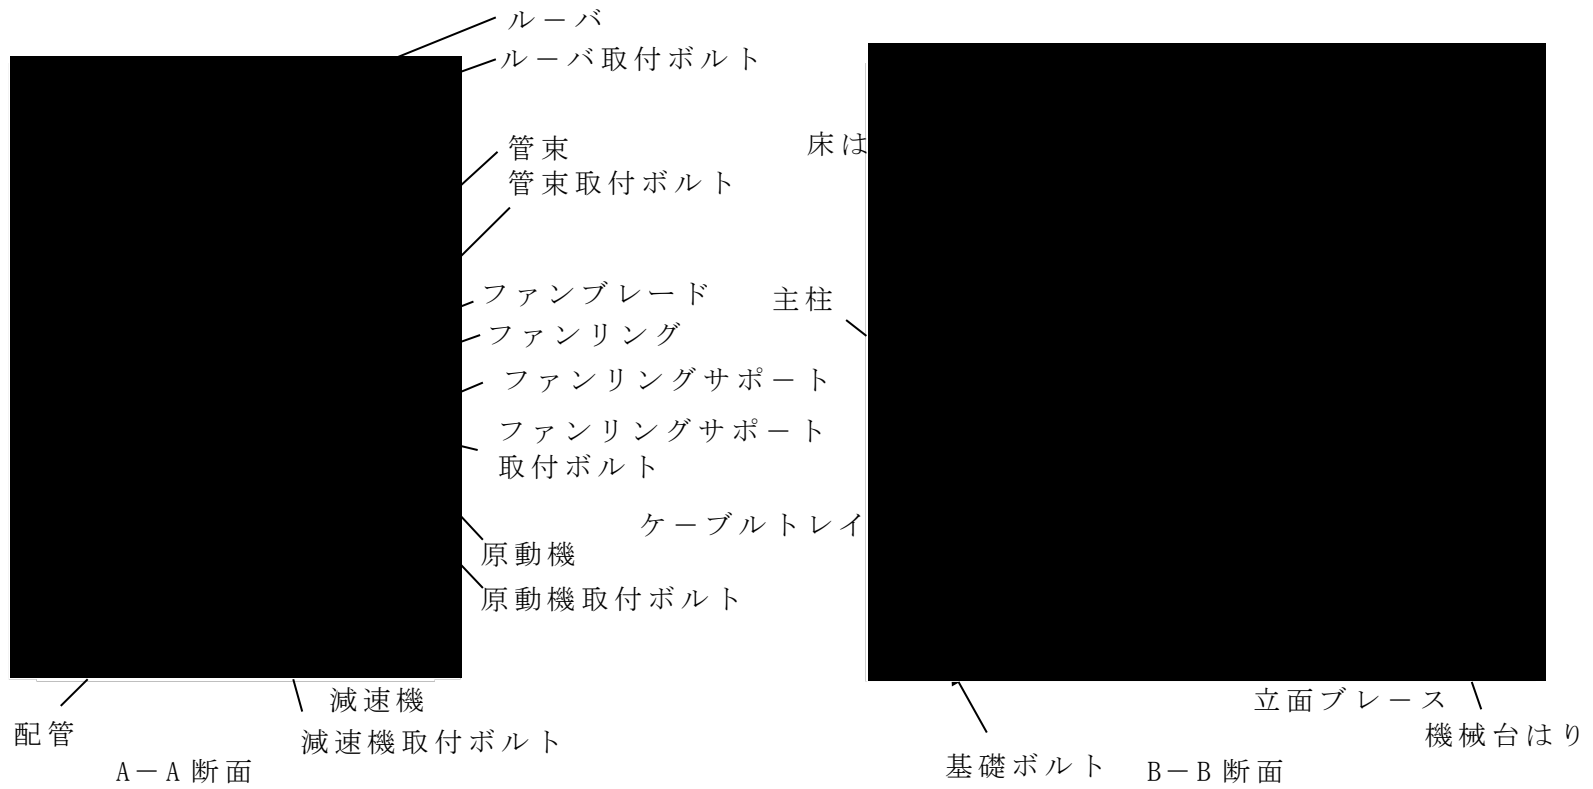 ルーバ
ルーバ取付ボルト
管束
管束取付ボルト
ファンブレード
ファンリング
ファンリングサポート
ファンリングサポート
取付ボルト
原動機
原動機取付ボルト
減速機
減速機取付ボルト
配管
A－A断面
床は
主柱
ケーブルトレイ
立面ブレース
機械台はり
基礎ボルト
B－B断面